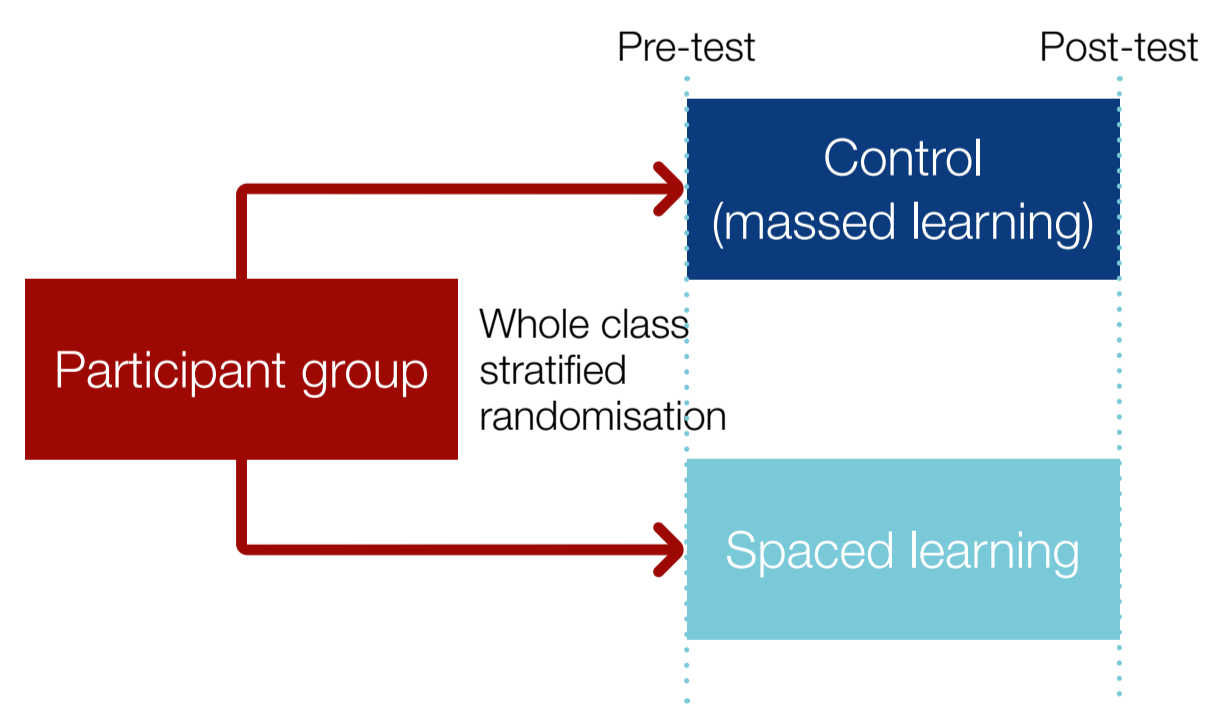 Pre-test
Post-test
Control
(massed learning)
Participant group
Whole class
stratified
randomisation
Spaced learning